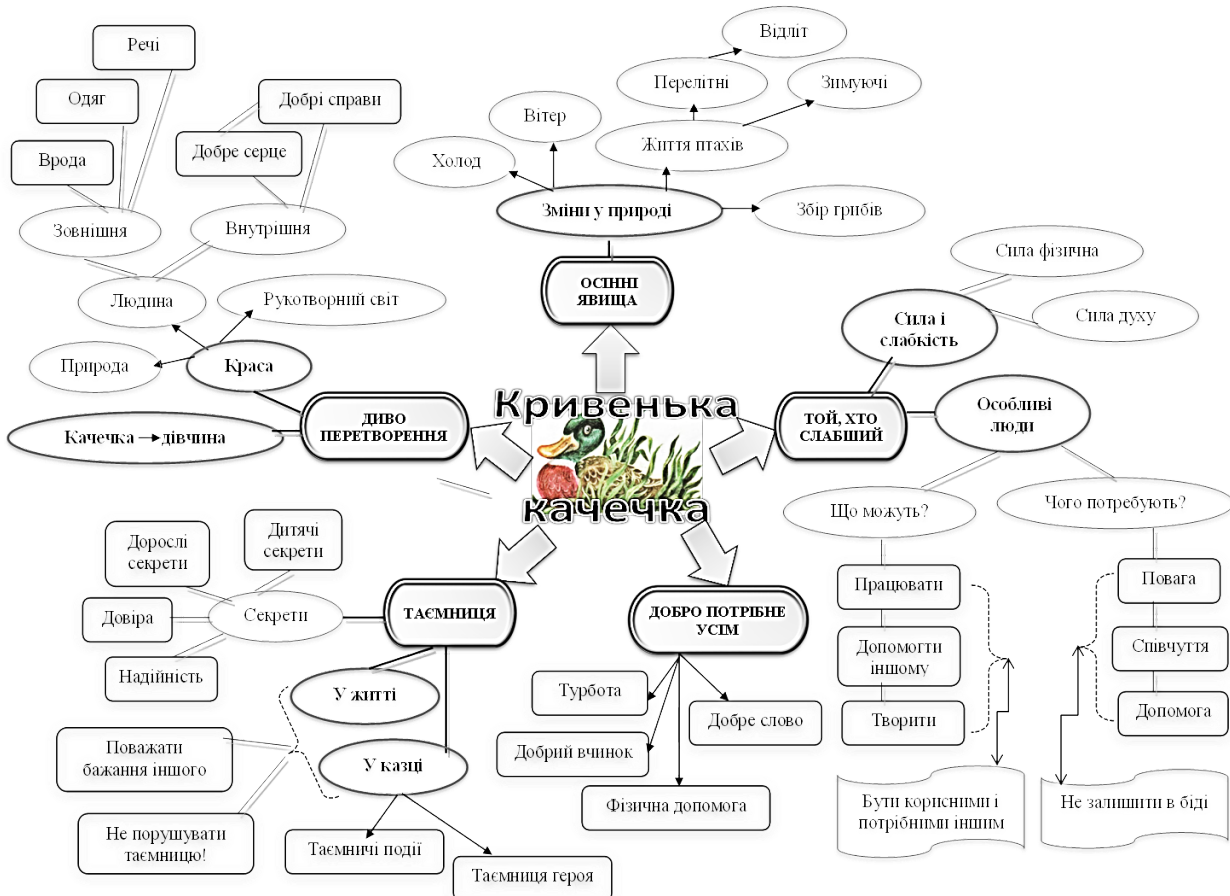 Кривенька
качечка
ОСІННІ
ЯВИЩА
Зміни у природі
Холод
Вітер
Життя птахів
Перелітні
Відліт
Зимуючі
Збір грибів
ТОЙ, ХТО
СЛАБШИЙ
Сила і
слабкість
Сила фізична
Сила духу
Особливі
люди
Що можуть?
Працювати
Допомогти
іншому
Творити
Бути корисними і
потрібними іншим
Чого потребують?
Повага
Співчуття
Допомога
Не залишити в біді
ДОБРО ПОТРІБНЕ
УСІМ
Турбота
Добрий вчинок
Фізична допомога
Добре слово
ТАЄМНИЦЯ
Секрети
Дитячі
секрети
Дорослі
секрети
Довіра
Надійність
У житті
У казці
Поважати
бажання іншого
Не порушувати
таємницю!
Таємничі події
Таємниця героя
ДИВО
ПЕРЕТВОРЕННЯ
Качечка → дівчина
Краса
Природа
Рукотворний світ
Людина
Зовнішня
Врода
Одяг
Речі
Внутрішня
Добре серце
Добрі справи